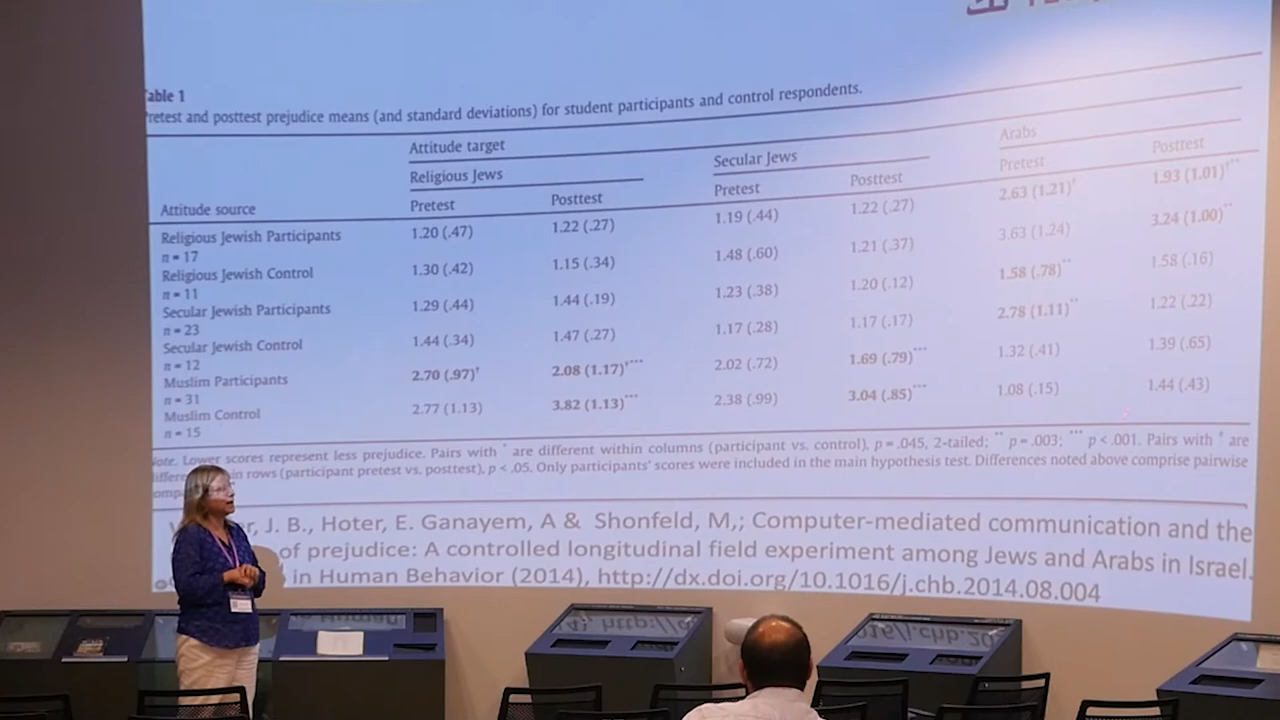 able 1
retest and posttest prejudice means (and standard deviations) for student participants and control respondents.
Attitude source
Attitude target
Religious Jews
Secular Jews
Arabs
Pretest Posttest Pretest Posttest Pretest Posttest
Religious Jewish Participants 1.20 (.47) 1.22 (.27) 1.19 (.44) 1.22 (.27) 2.63 (1.21)† 1.93 (1.01)†**
n = 17
Religious Jewish Control 1.30 (.42) 1.15 (.34) 1.48 (.60) 1.21 (.37) 3.63 (1.24) 3.24 (1.00)**
n = 11
Secular Jewish Participants 1.29 (.44) 1.44 (.19) 1.23 (.38) 1.20 (.12) 1.58 (.78)** 1.58 (.16)
n = 23
Secular Jewish Control 1.44 (.34) 1.47 (.27) 1.17 (.28) 1.17 (.17) 2.78 (1.11)** 1.22 (.22)
n = 12
Muslim Participants 2.70 (.97)† 2.08 (1.17)†*** 2.02 (.72) 1.69 (.79)*** 1.32 (.41) 1.39 (.65)
n = 31
Muslim Control 2.77 (1.13) 3.82 (1.13)*** 2.38 (.99) 3.04 (.85)*** 1.08 (.15) 1.44 (.43)
n = 15
ote. Lower scores represent less prejudice. Pairs with * are different within columns (participant vs. control), p = .045, 2-tailed; ** p = .003; *** p < .001. Pairs with † are
in rows (participant pretest vs. posttest), p < .05. Only participants' scores were included in the main hypothesis test. Differences noted above comprise pairwise
r, J. B., Hoter, E. Ganayem, A & Shonfeld, M,; Computer-mediated communication and the
of prejudice: A controlled longitudinal field experiment among Jews and Arabs in Israel.
in Human Behavior (2014), http://dx.doi.org/10.1016/j.chb.2014.08.004